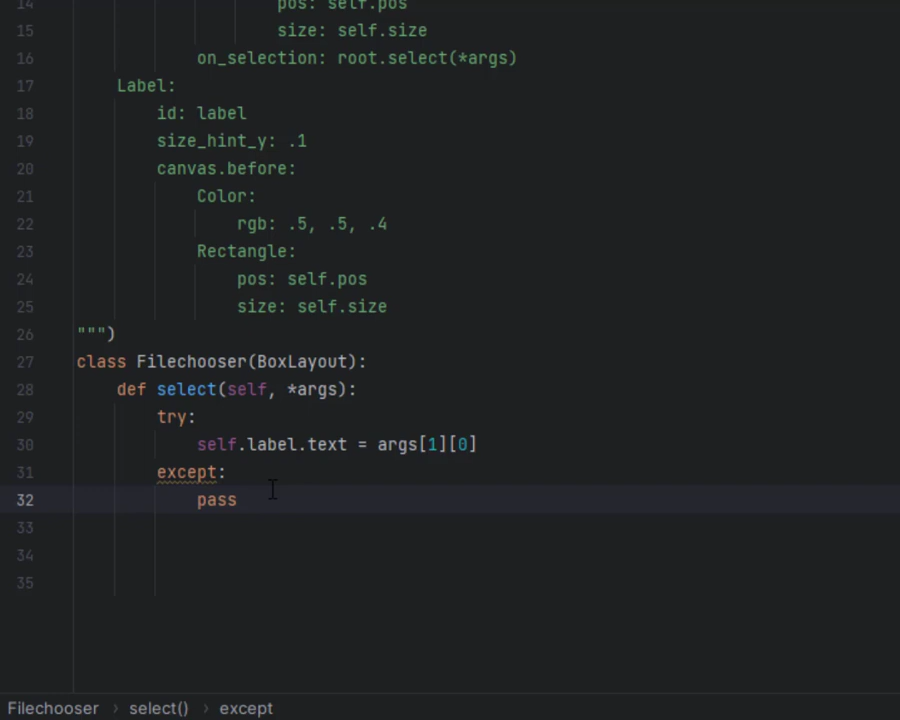 14 pos: self.pos
15 size: self.size
16 on_selection: root.select(*args)
17 Label:
18 id: label
19 size_hint_y: .1
20 canvas.before:
21 Color:
22 rgb: .5, .5, .4
23 Rectangle:
24 pos: self.pos
25 size: self.size
26 """)
27 class Filechooser(BoxLayout):
28 def select(self, *args):
29 try:
30 self.label.text = args[1][0]
31 except:
32 pass
33
34
35
Filechooser › select() › except